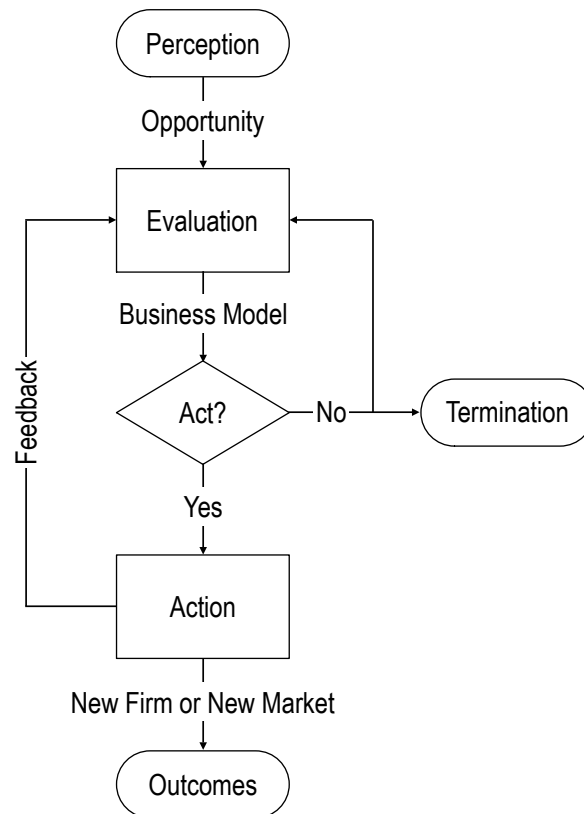 Perception
Opportunity
Evaluation
Business Model
Feedback
Act?
No
Termination
Yes
Action
New Firm or New Market
Outcomes